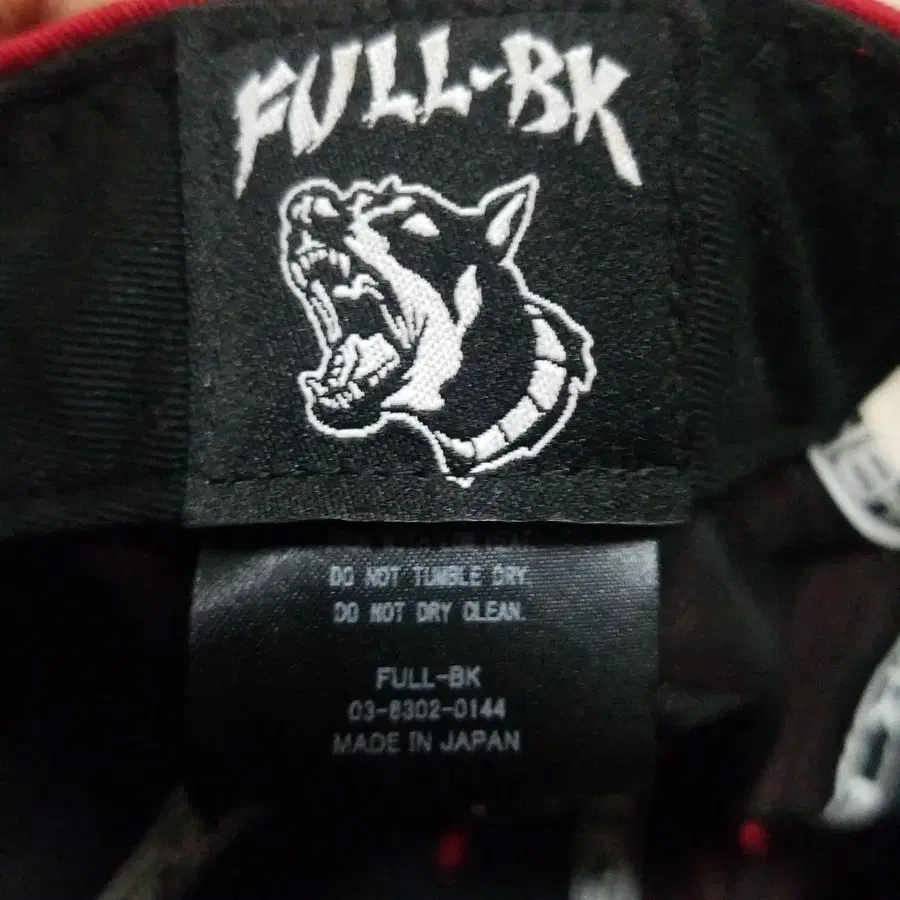 FULL-BK
DO NOT TUMBLE DRY.
DO NOT DRY CLEAN.
FULL-BK
03-6302-0144
MADE IN JAPAN